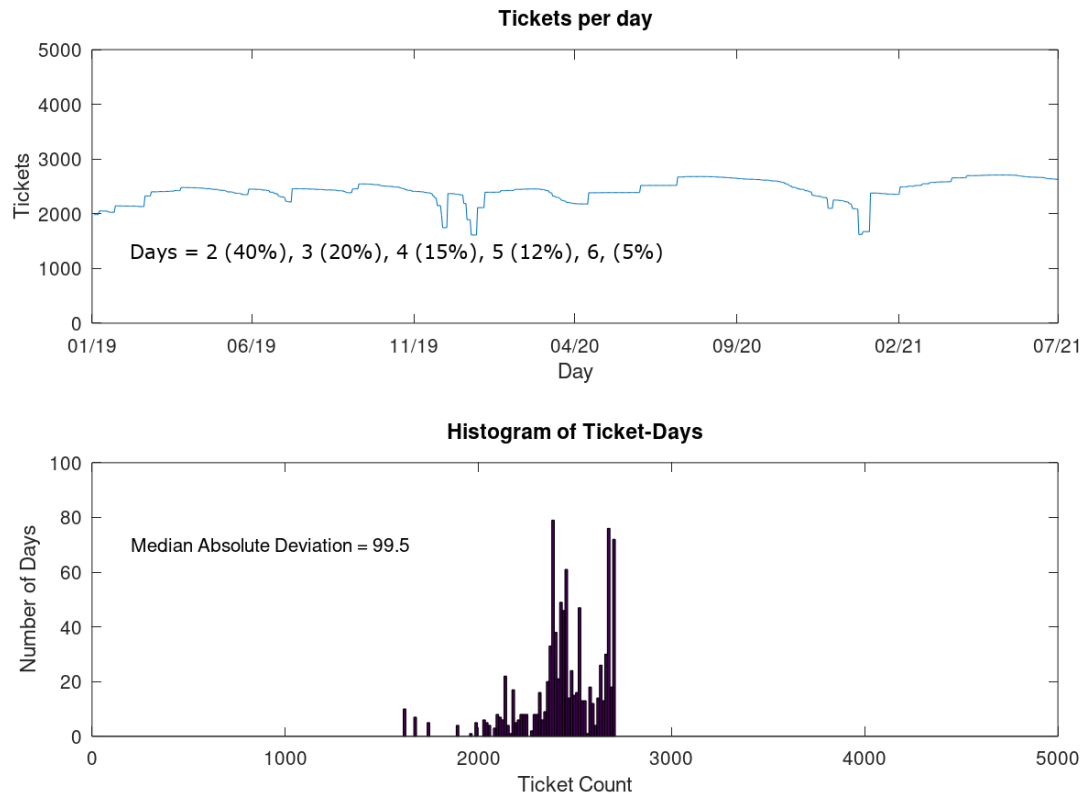 Tickets per day
5000
4000
3000
2000
1000
0
Tickets
Days = 2 (40%), 3 (20%), 4 (15%), 5 (12%), 6, (5%)
01/19 06/19 11/19 04/20 09/20 02/21 07/21
Day
Histogram of Ticket-Days
100
80
60
40
20
0
Number of Days
Median Absolute Deviation = 99.5
0 1000 2000 3000 4000 5000
Ticket Count